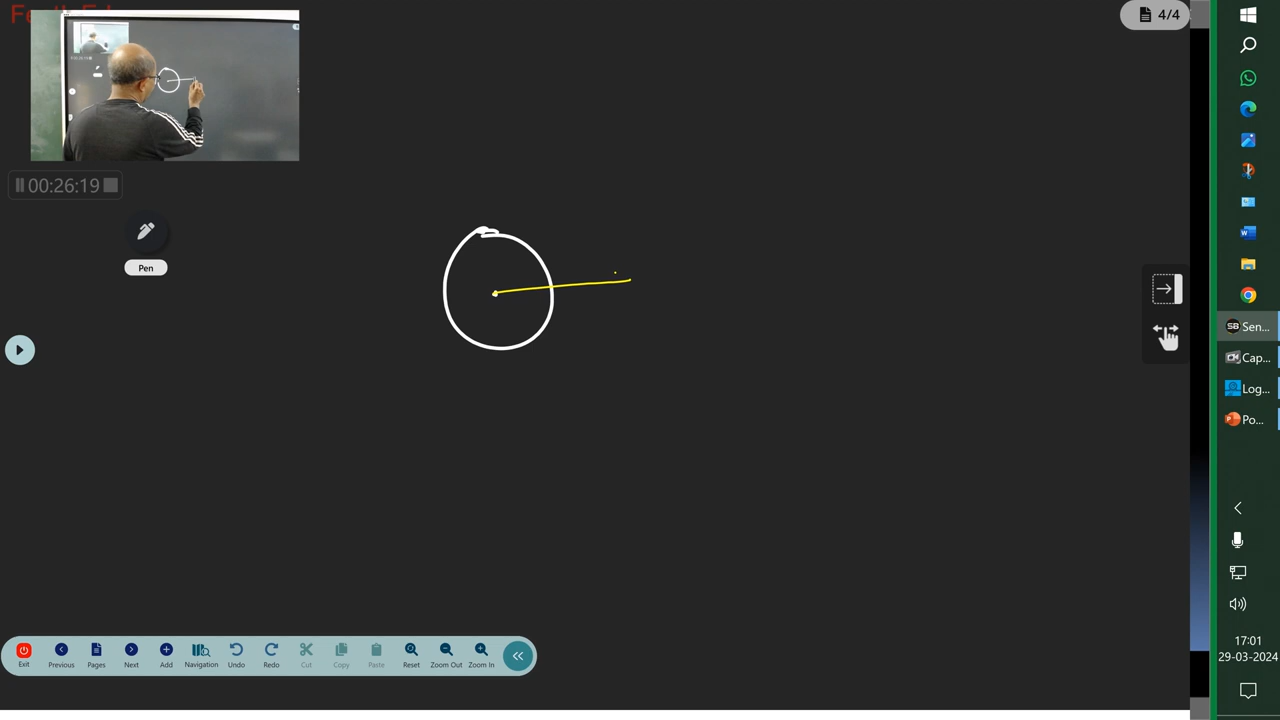 4/4
00:26:19
Pen
Sen...
Cap...
Log...
Po...
Exit
Previous
Pages
Next
Add
Navigation
Undo
Redo
Cut
Copy
Paste
Reset
Zoom Out
Zoom In
17:01
29-03-2024